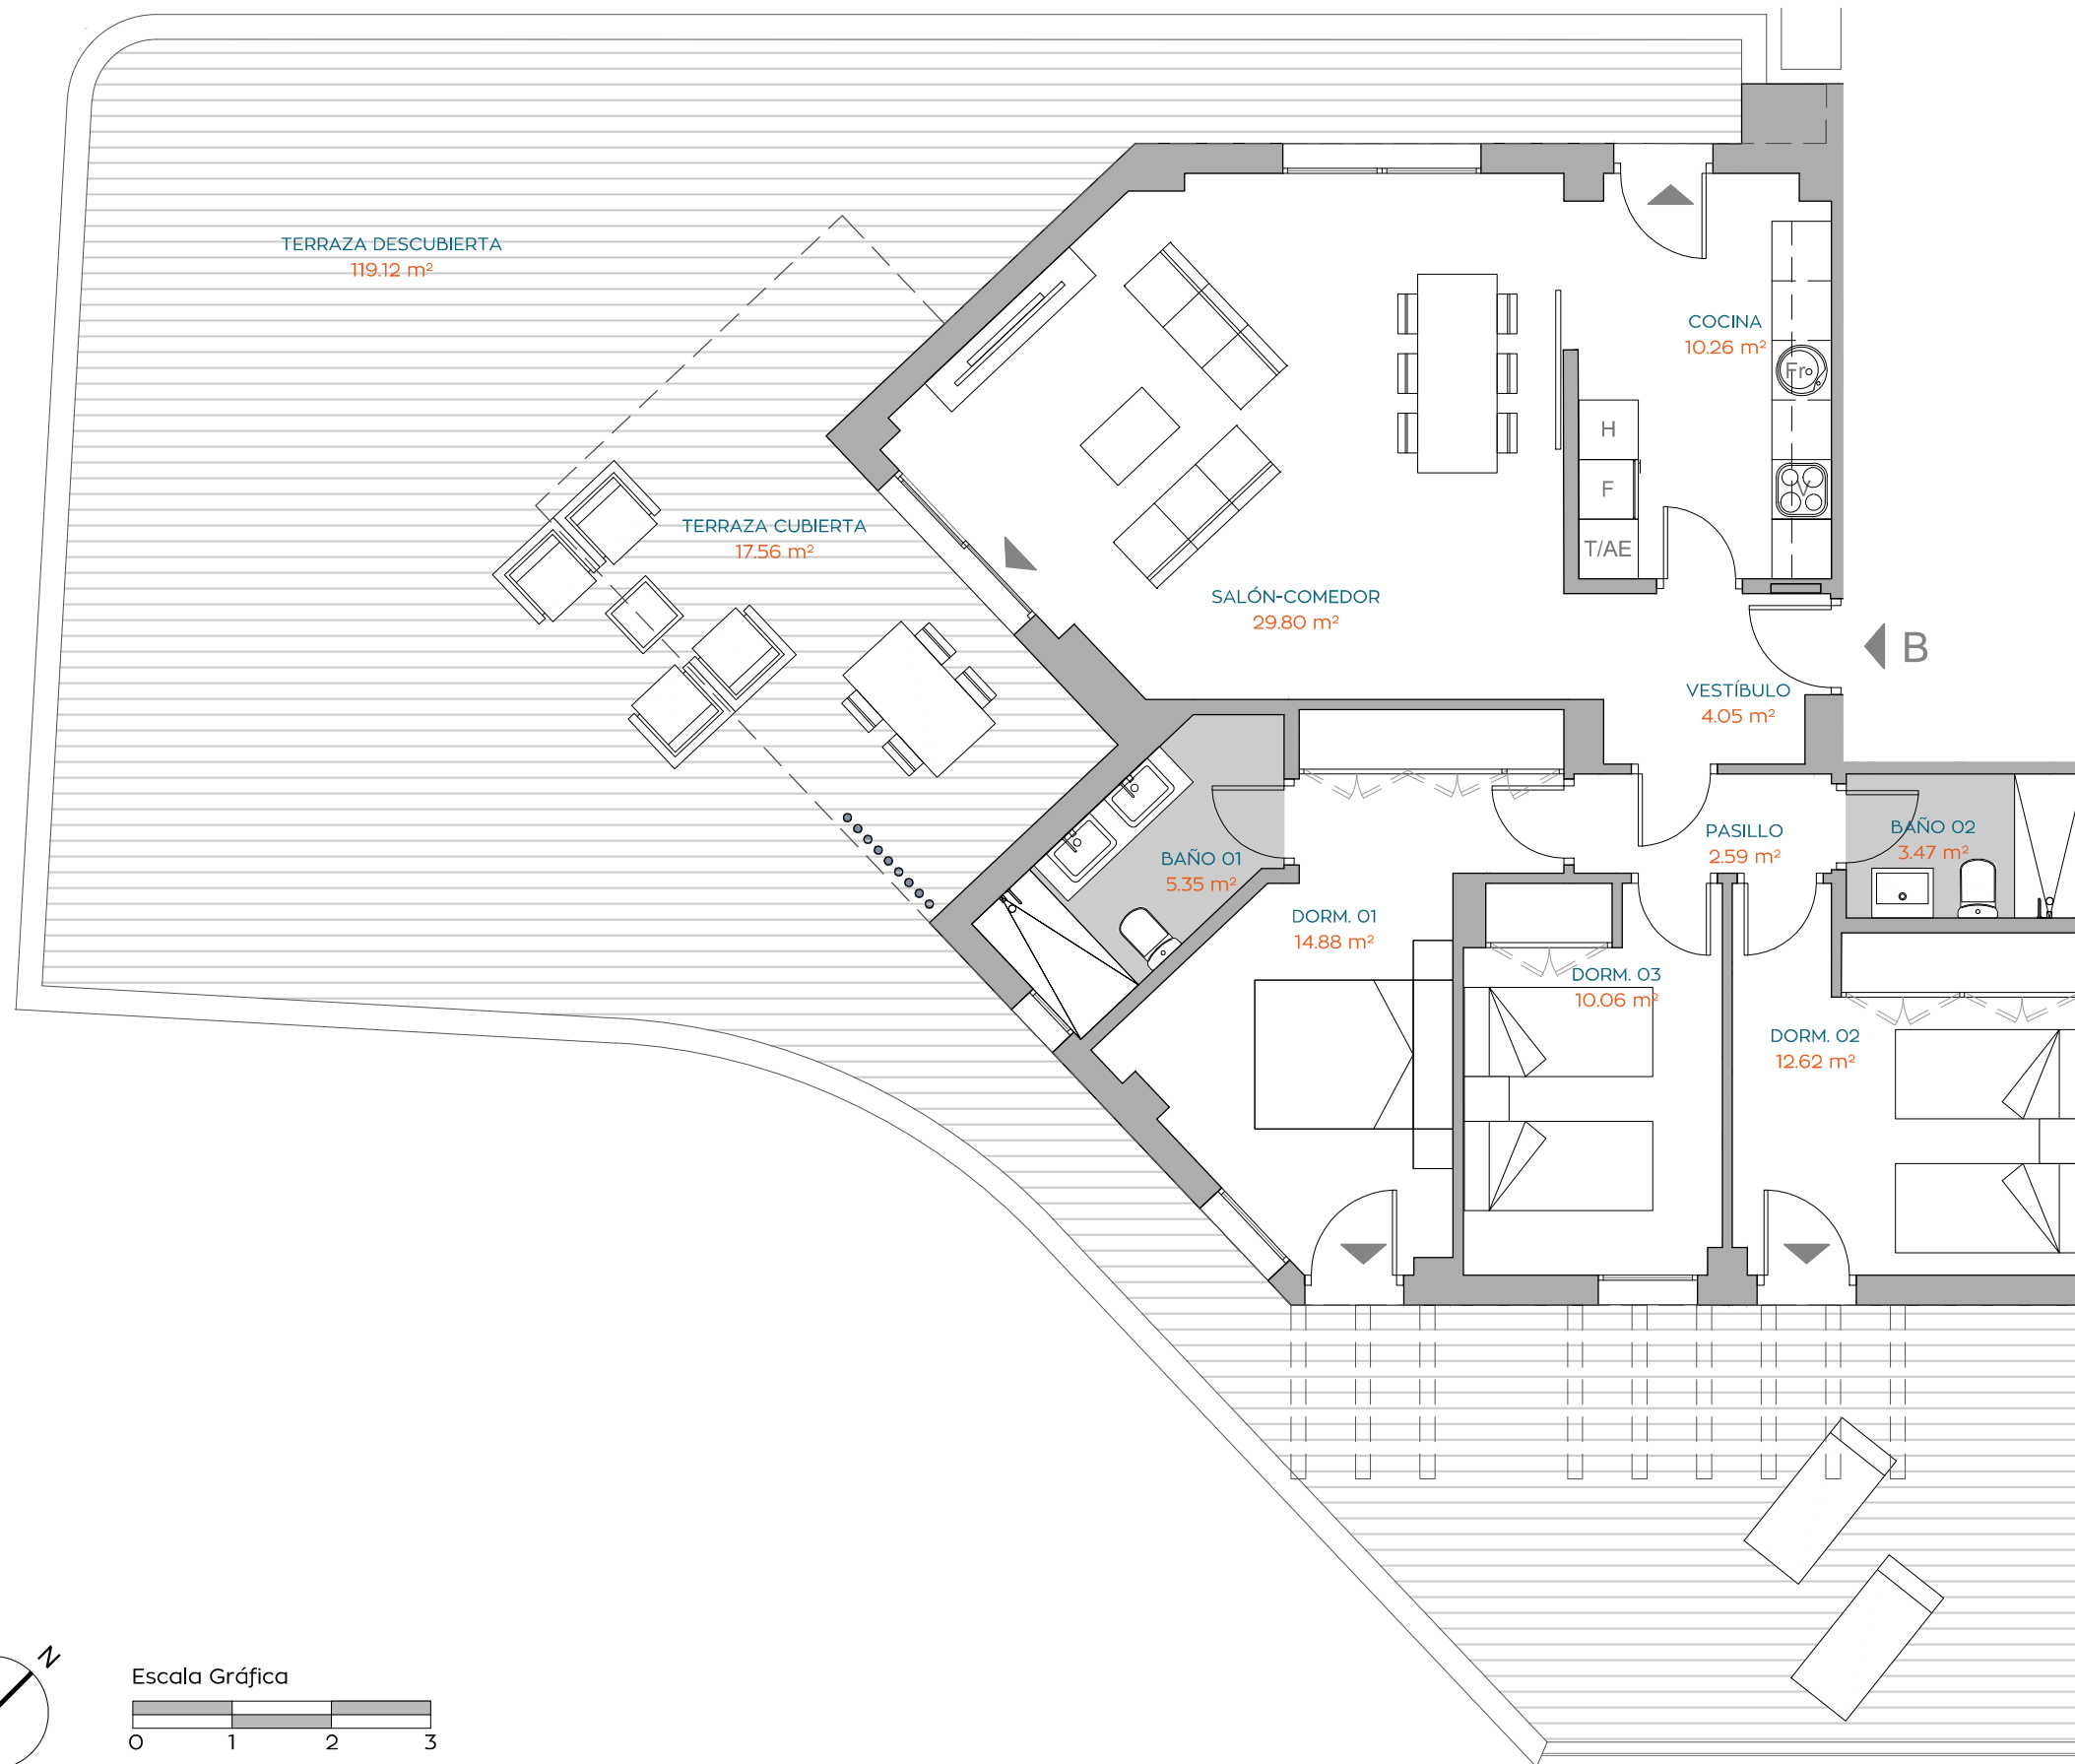 TERRAZA DESCUBIERTA
119.12 m²
COCINA
10.26 m²
Fr
H
F
V
T/AE
TERRAZA CUBIERTA
17.56 m²
SALÓN-COMEDOR
29.80 m²
B
VESTÍBULO
4.05 m²
PASILLO
2.59 m²
BAÑO 02
3.47 m²
BAÑO 01
5.35 m²
DORM. 01
14.88 m²
DORM. 03
10.06 m²
DORM. 02
12.62 m²
N
Escala Gráfica
0 1 2 3